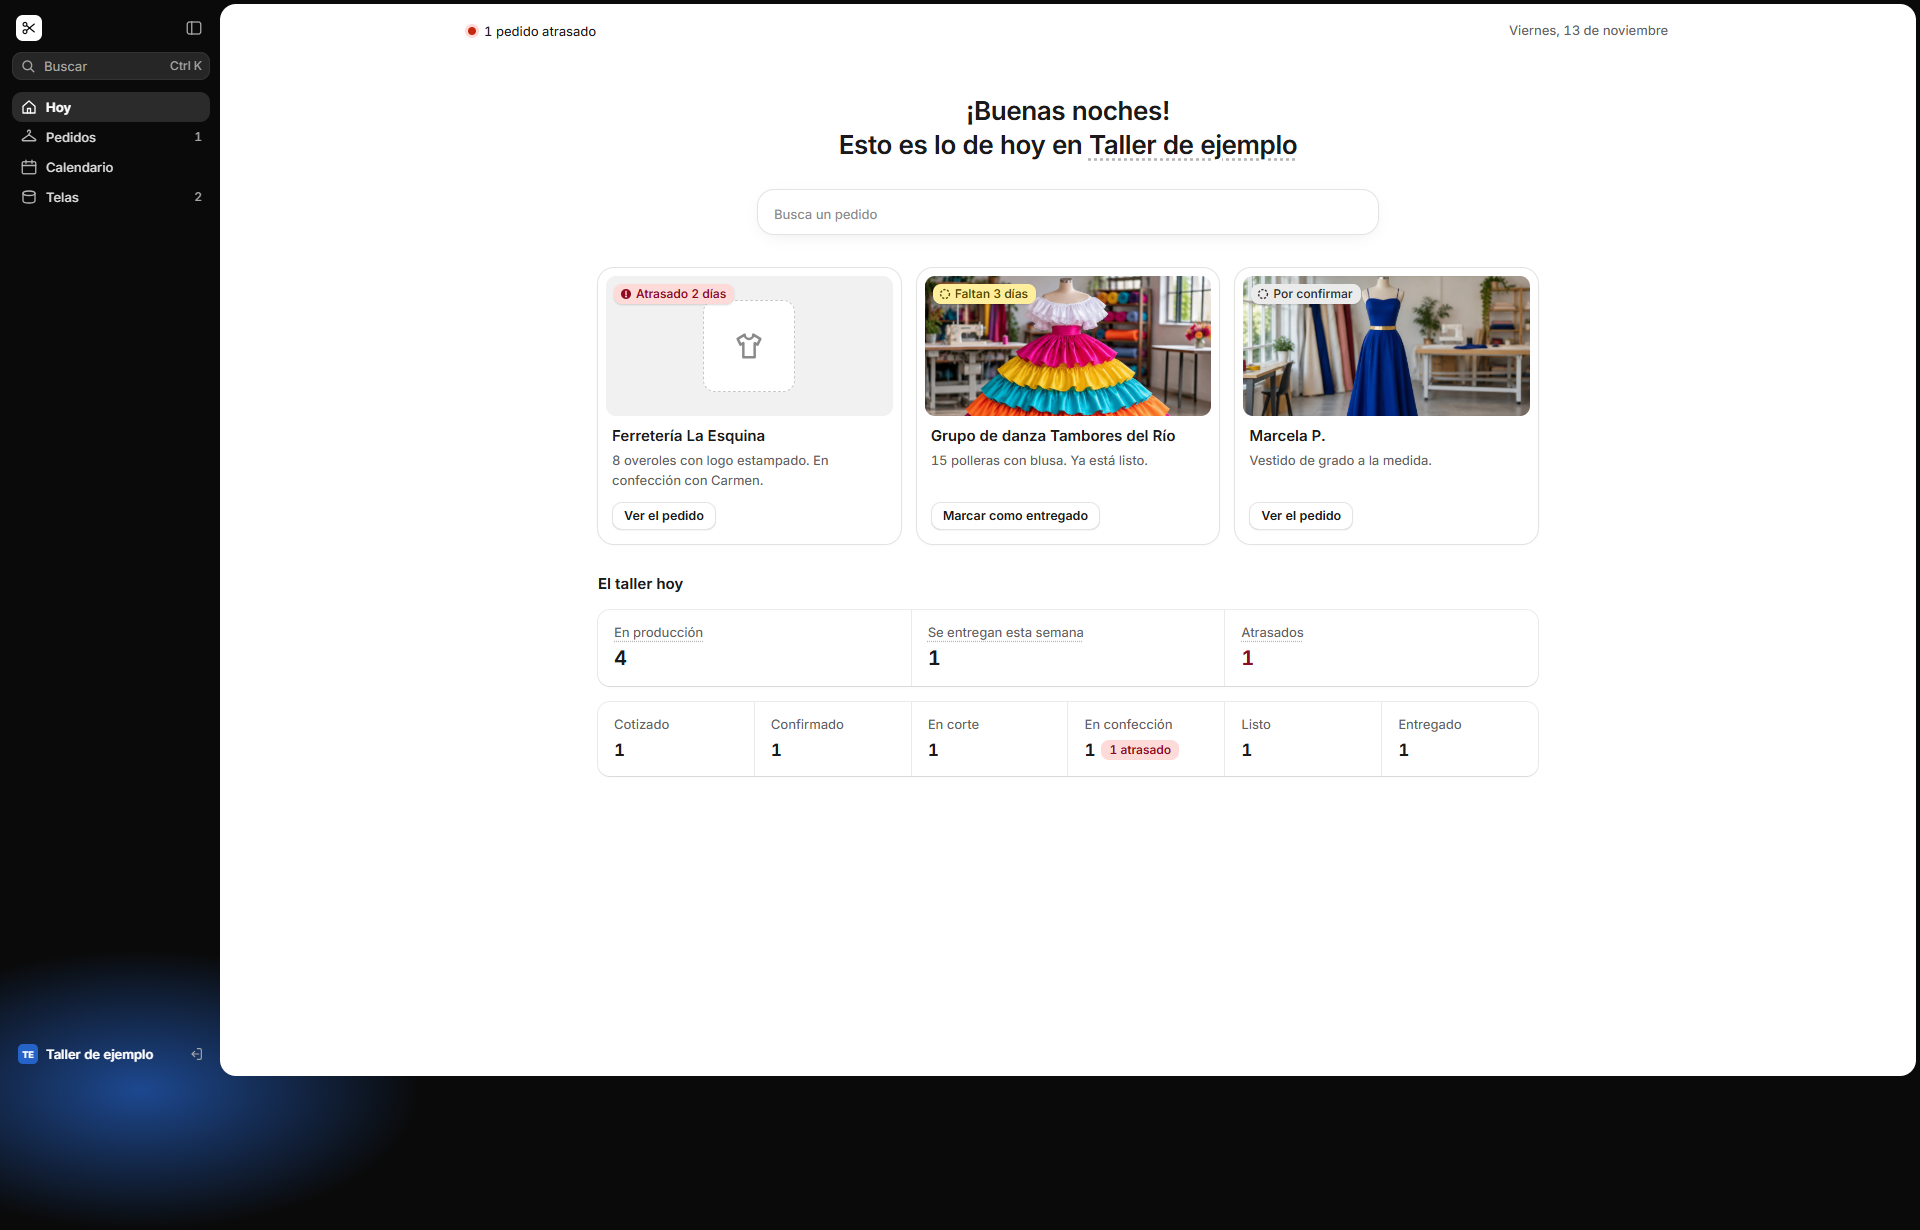 Buscar
Ctrl K
Hoy
Pedidos
1
Calendario
Telas
2
TE
Taller de ejemplo
1 pedido atrasado
Viernes, 13 de noviembre
¡Buenas noches!
Esto es lo de hoy en Taller de ejemplo
Busca un pedido
Atrasado 2 días
Ferretería La Esquina
8 overoles con logo estampado. En
confección con Carmen.
Ver el pedido
Faltan 3 días
Grupo de danza Tambores del Río
15 polleras con blusa. Ya está listo.
Marcar como entregado
Por confirmar
Marcela P.
Vestido de grado a la medida.
Ver el pedido
El taller hoy
En producción
4
Se entregan esta semana
1
Atrasados
1
Cotizado
1
Confirmado
1
En corte
1
En confección
1
1 atrasado
Listo
1
Entregado
1